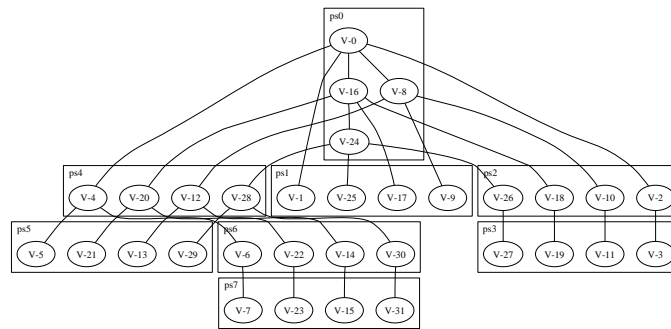 ps0
V-0
V-16 V-8
V-24
ps4 ps1 ps2
V-4 V-20 V-12 V-28 V-1 V-25 V-17 V-9 V-26 V-18 V-10 V-2
ps5 ps6 ps3
V-5 V-21 V-13 V-29 V-6 V-22 V-14 V-30 V-27 V-19 V-11 V-3
ps7
V-7 V-23 V-15 V-31